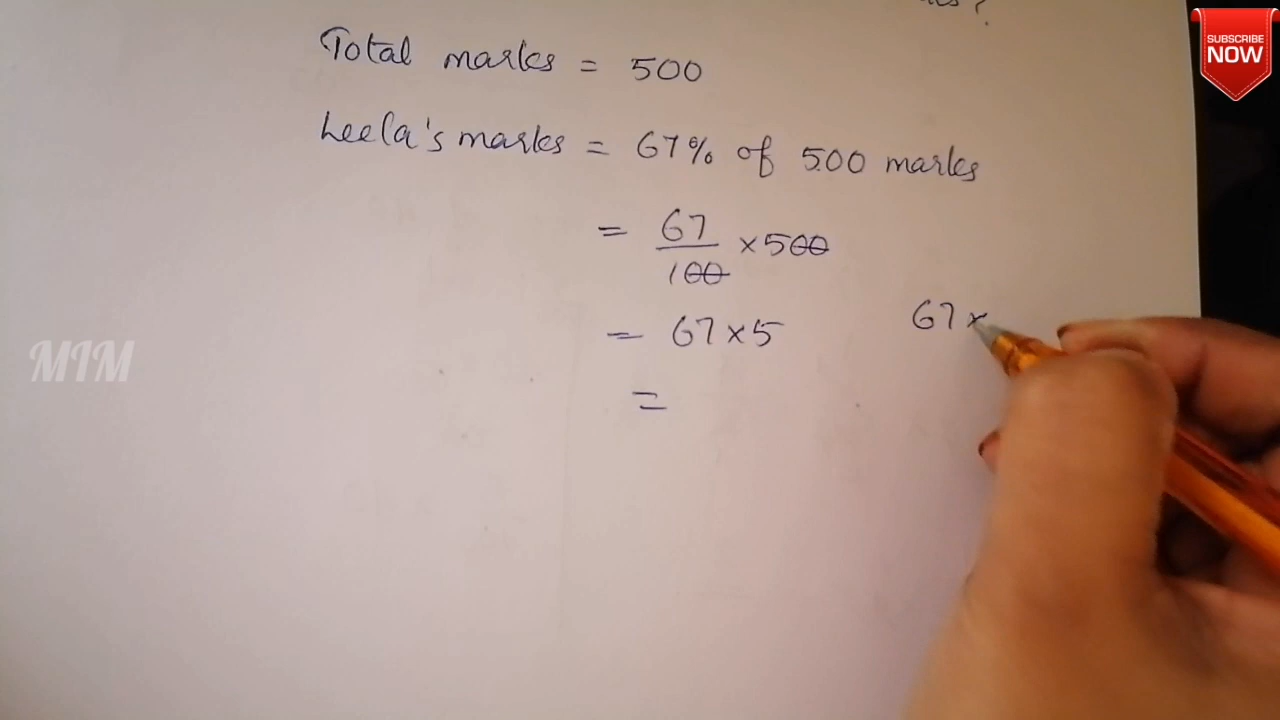 SUBSCRIBE
NOW
Total marks = 500
Leela's marks = 67% of 500 marks
= 67/100 × 500
= 67 × 5
67 ×
=
MIM